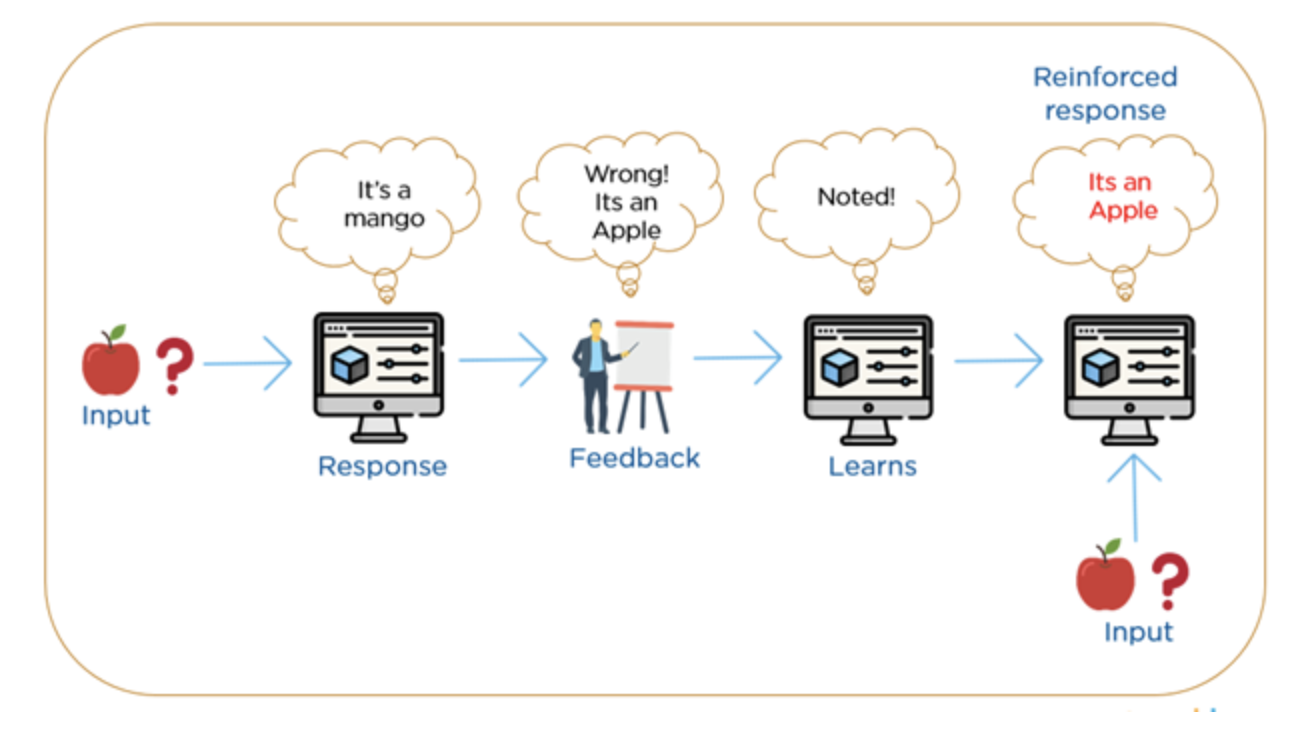 Reinforced
response
It's a
mango
Wrong!
Its an
Apple
Noted!
Its an
Apple
?
Input
Response
Feedback
Learns
?
Input